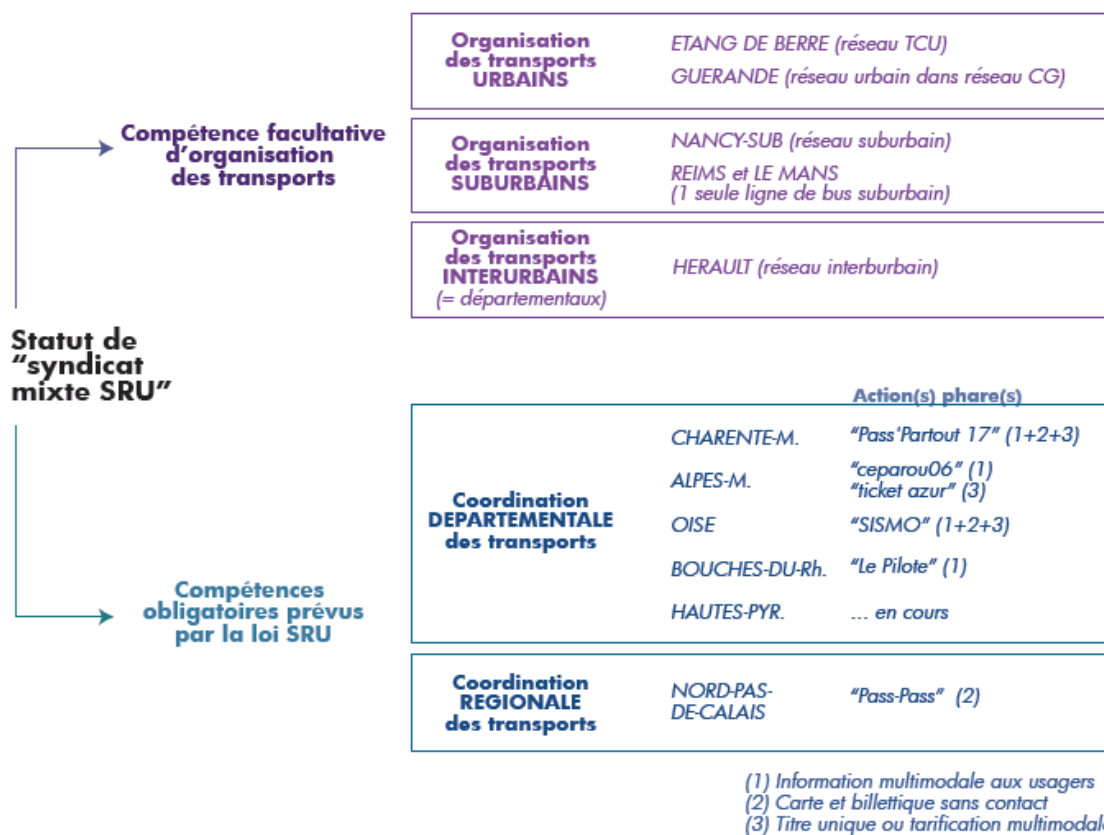 Statut de
“syndicat
mixte SRU”
Compétence facultative
d’organisation
des transports
Organisation
des transports
URBAINS
ETANG DE BERRE (réseau TCU)
GUERANDE (réseau urbain dans réseau CG)
Organisation
des transports
SUBURBAINS
NANCY-SUB (réseau suburbain)
REIMS et LE MANS
(1 seule ligne de bus suburbain)
Organisation
des transports
INTERURBAINS
(= départementaux)
HERAULT (réseau interburbain)
Compétences
obligatoires prévus
par la loi SRU
Action(s) phare(s)
Coordination
DEPARTEMENTALE
des transports
CHARENTE-M. “Pass'Partout 17” (1+2+3)
ALPES-M. “ceparou06” (1)
“ticket azur” (3)
OISE “SISMO” (1+2+3)
BOUCHES-DU-Rh. “Le Pilote” (1)
HAUTES-PYR. ... en cours
Coordination
REGIONALE
des transports
NORD-PAS-
DE-CALAIS
“Pass-Pass” (2)
(1) Information multimodale aux usagers
(2) Carte et billettique sans contact
(3) Titre unique ou tarification multimodale